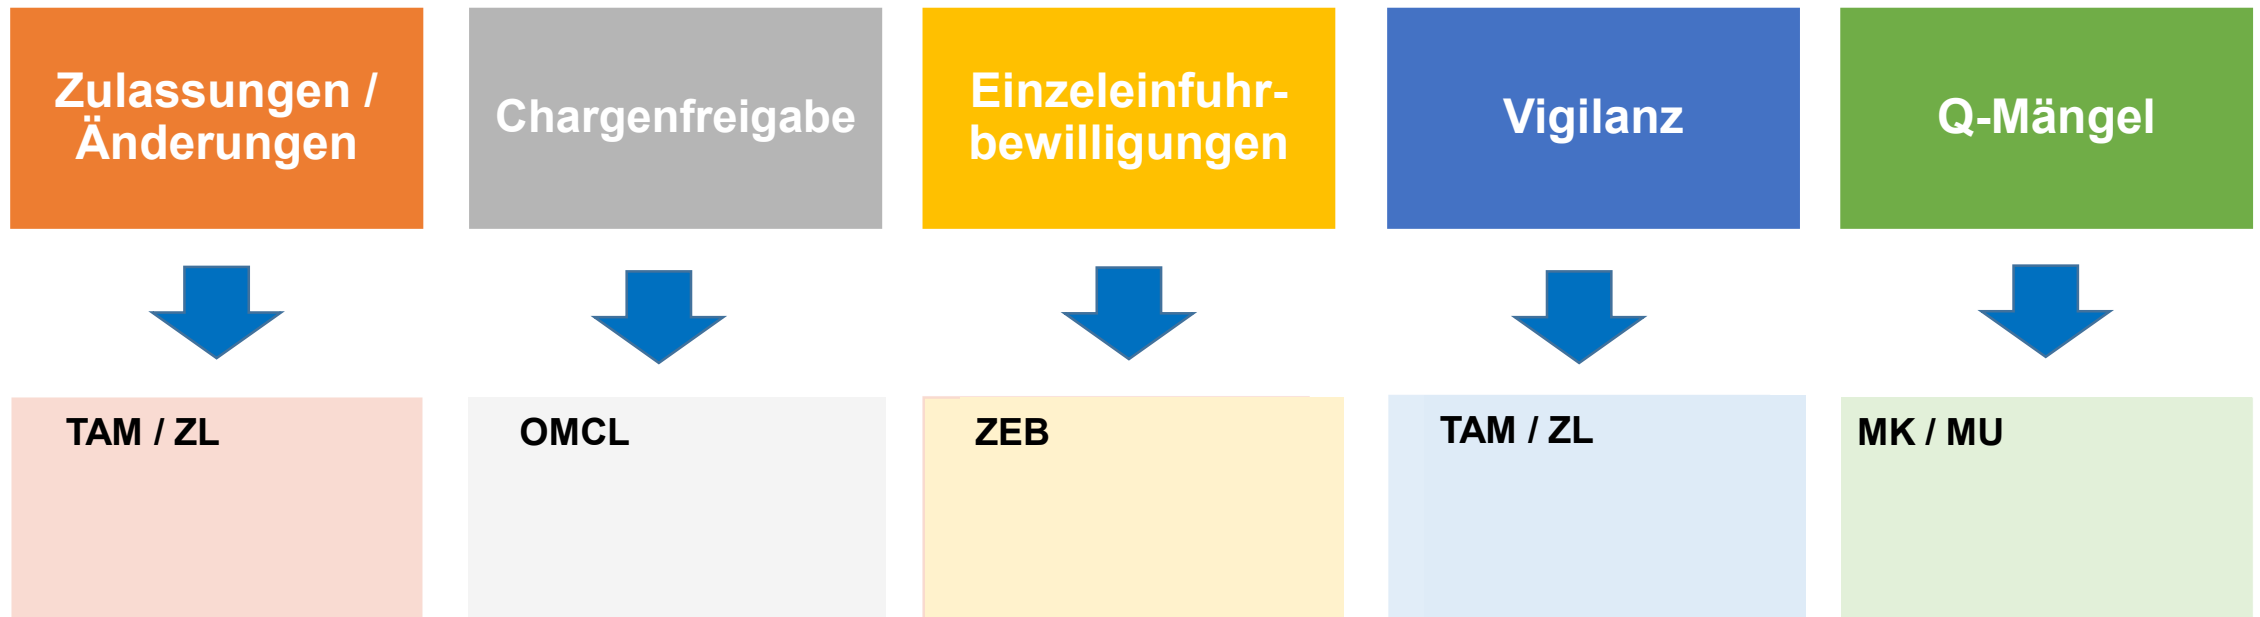 Zulassungen /
Änderungen
Chargenfreigabe
Einzeleinfuhr-
bewilligungen
Vigilanz
Q-Mängel
TAM / ZL
OMCL
ZEB
TAM / ZL
MK / MU